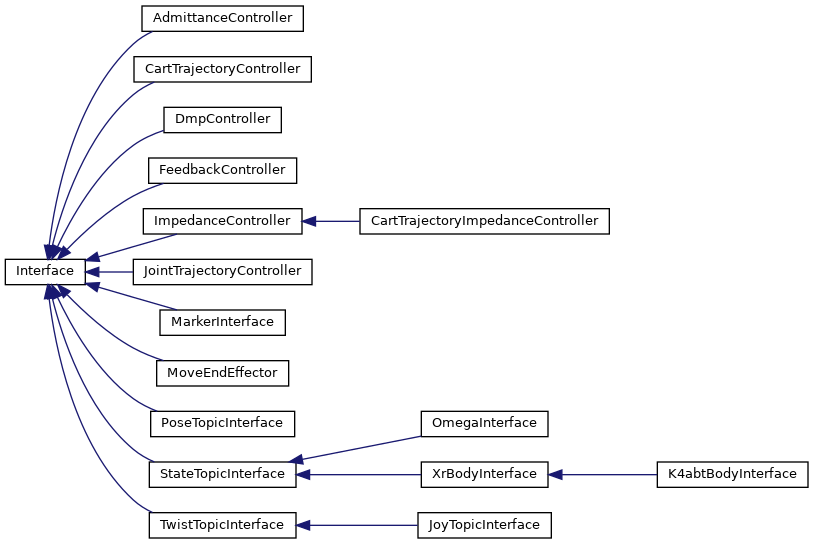 AdmittanceController
CartTrajectoryController
DmpController
FeedbackController
ImpedanceController
CartTrajectoryImpedanceController
Interface
JointTrajectoryController
MarkerInterface
MoveEndEffector
PoseTopicInterface
OmegaInterface
StateTopicInterface
XrBodyInterface
K4abtBodyInterface
TwistTopicInterface
JoyTopicInterface